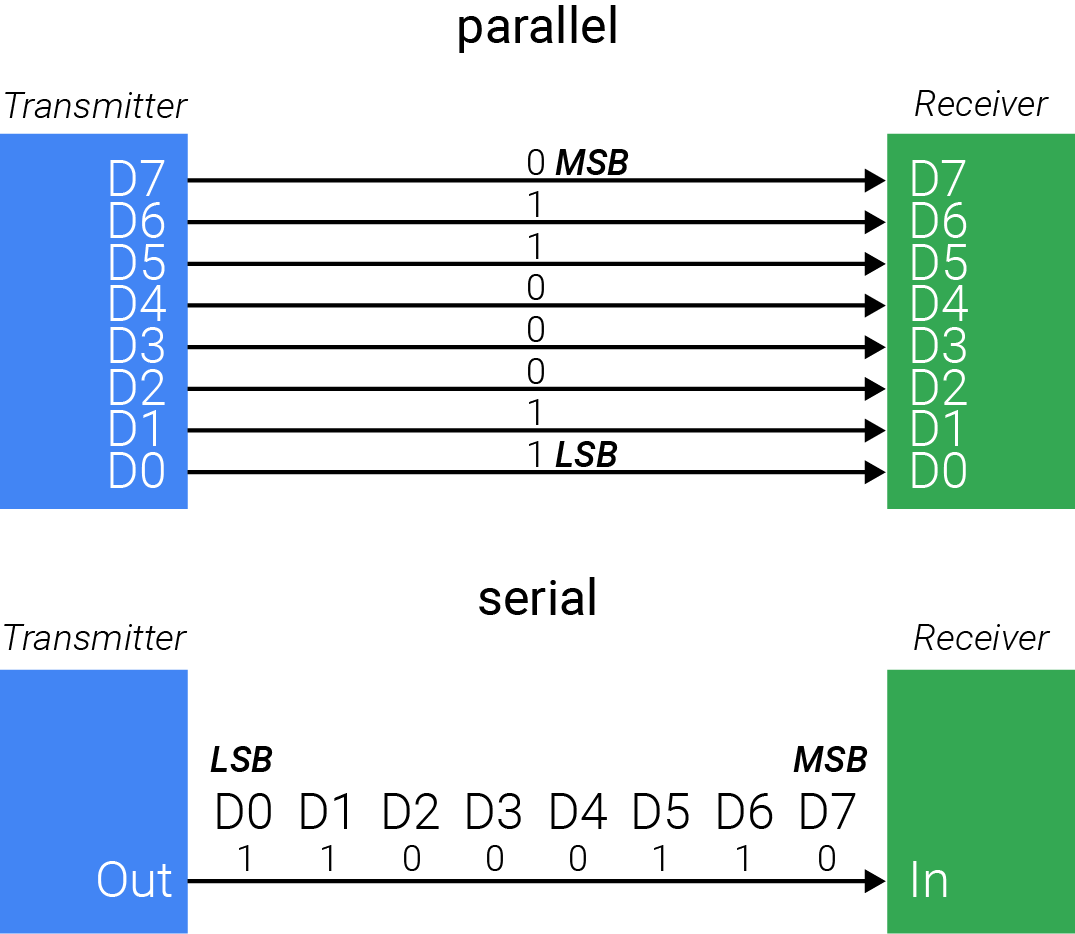 parallel
Transmitter Receiver
0 MSB
D7 D7
1
D6 D6
1
D5 D5
0
D4 D4
0
D3 D3
0
D2 D2
1
D1 D1
1 LSB
D0 D0
serial
Transmitter Receiver
LSB MSB
D0 D1 D2 D3 D4 D5 D6 D7
1 1 0 0 0 1 1 0
Out In